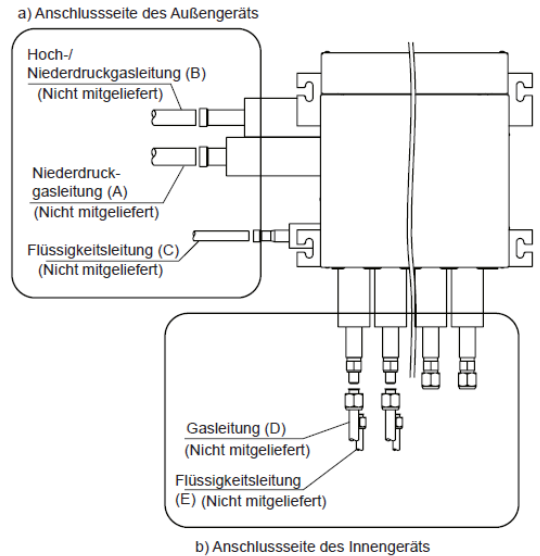 a) Anschlussseite des Außengeräts
Hoch-/
Niederdruckgasleitung (B)
(Nicht mitgeliefert)
Niederdruck-
gasleitung (A)
(Nicht mitgeliefert)
Flüssigkeitsleitung (C)
(Nicht mitgeliefert)
Gasleitung (D)
(Nicht mitgeliefert)
Flüssigkeitsleitung
(E) (Nicht mitgeliefert)
b) Anschlussseite des Innengeräts